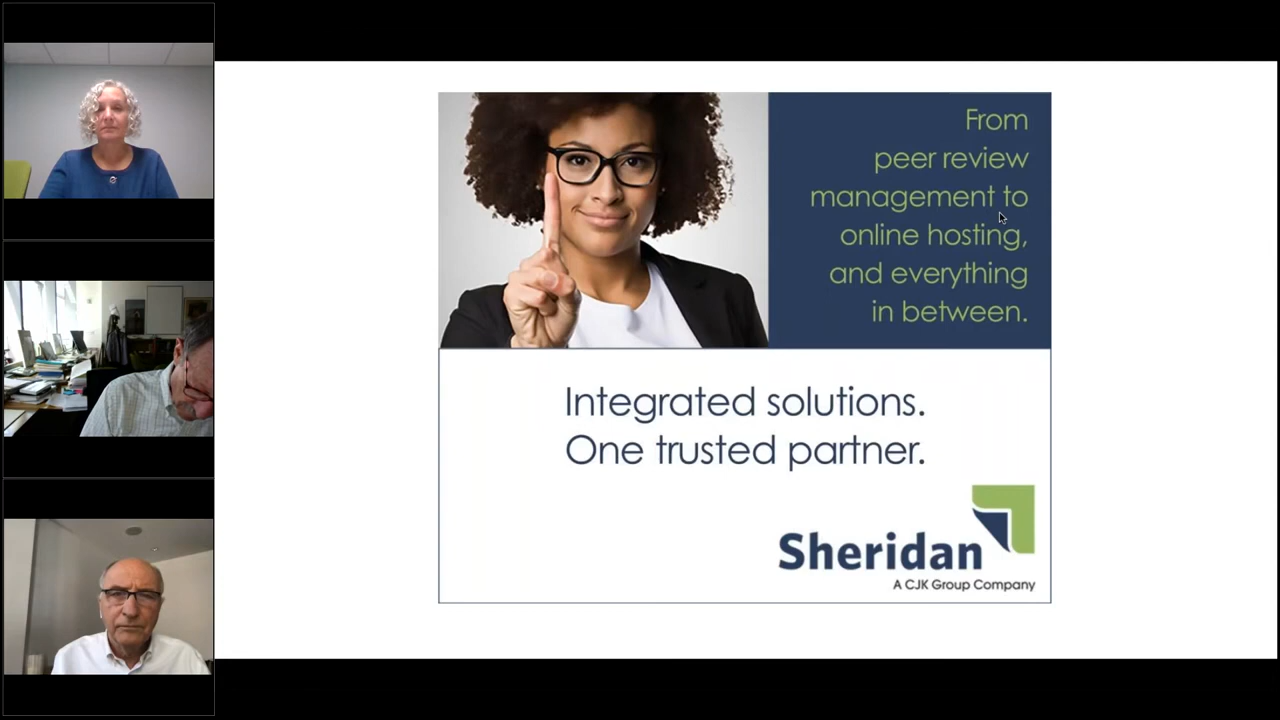 From
peer review
management to
online hosting,
and everything
in between.
Integrated solutions.
One trusted partner.
Sheridan
A CJK Group Company